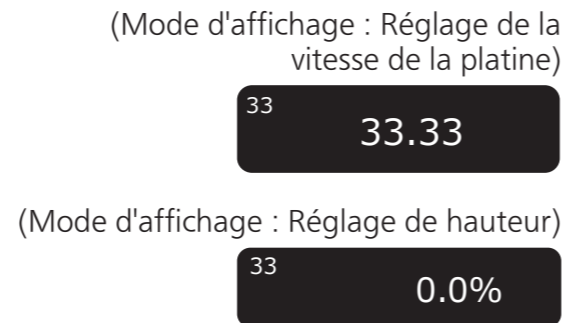 (Mode d'affichage : Réglage de la
vitesse de la platine)
33
33.33
(Mode d'affichage : Réglage de hauteur)
33
0.0%